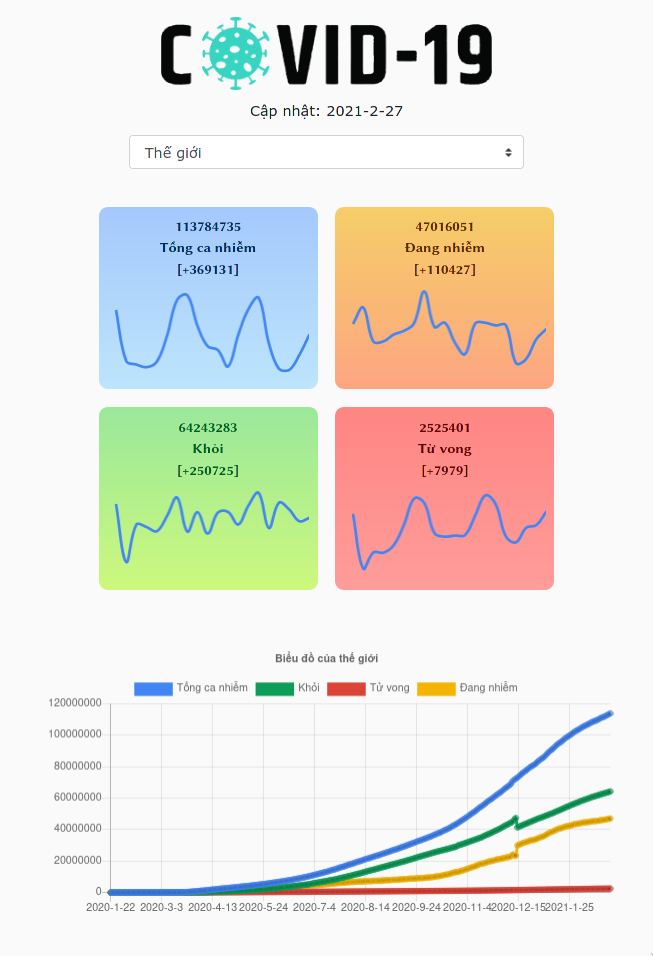 COVID-19
Cập nhật: 2021-2-27
Thế giới
113784735
Tổng ca nhiễm
[+369131]
47016051
Đang nhiễm
[+110427]
64243283
Khỏi
[+250725]
2525401
Tử vong
[+7979]
Biểu đồ của thế giới
Tổng ca nhiễm Khỏi Tử vong Đang nhiễm
120000000
100000000
80000000
60000000
40000000
20000000
0
2020-1-22 2020-3-3 2020-4-13 2020-5-24 2020-7-4 2020-8-14 2020-9-24 2020-11-4 2020-12-15 2021-1-25